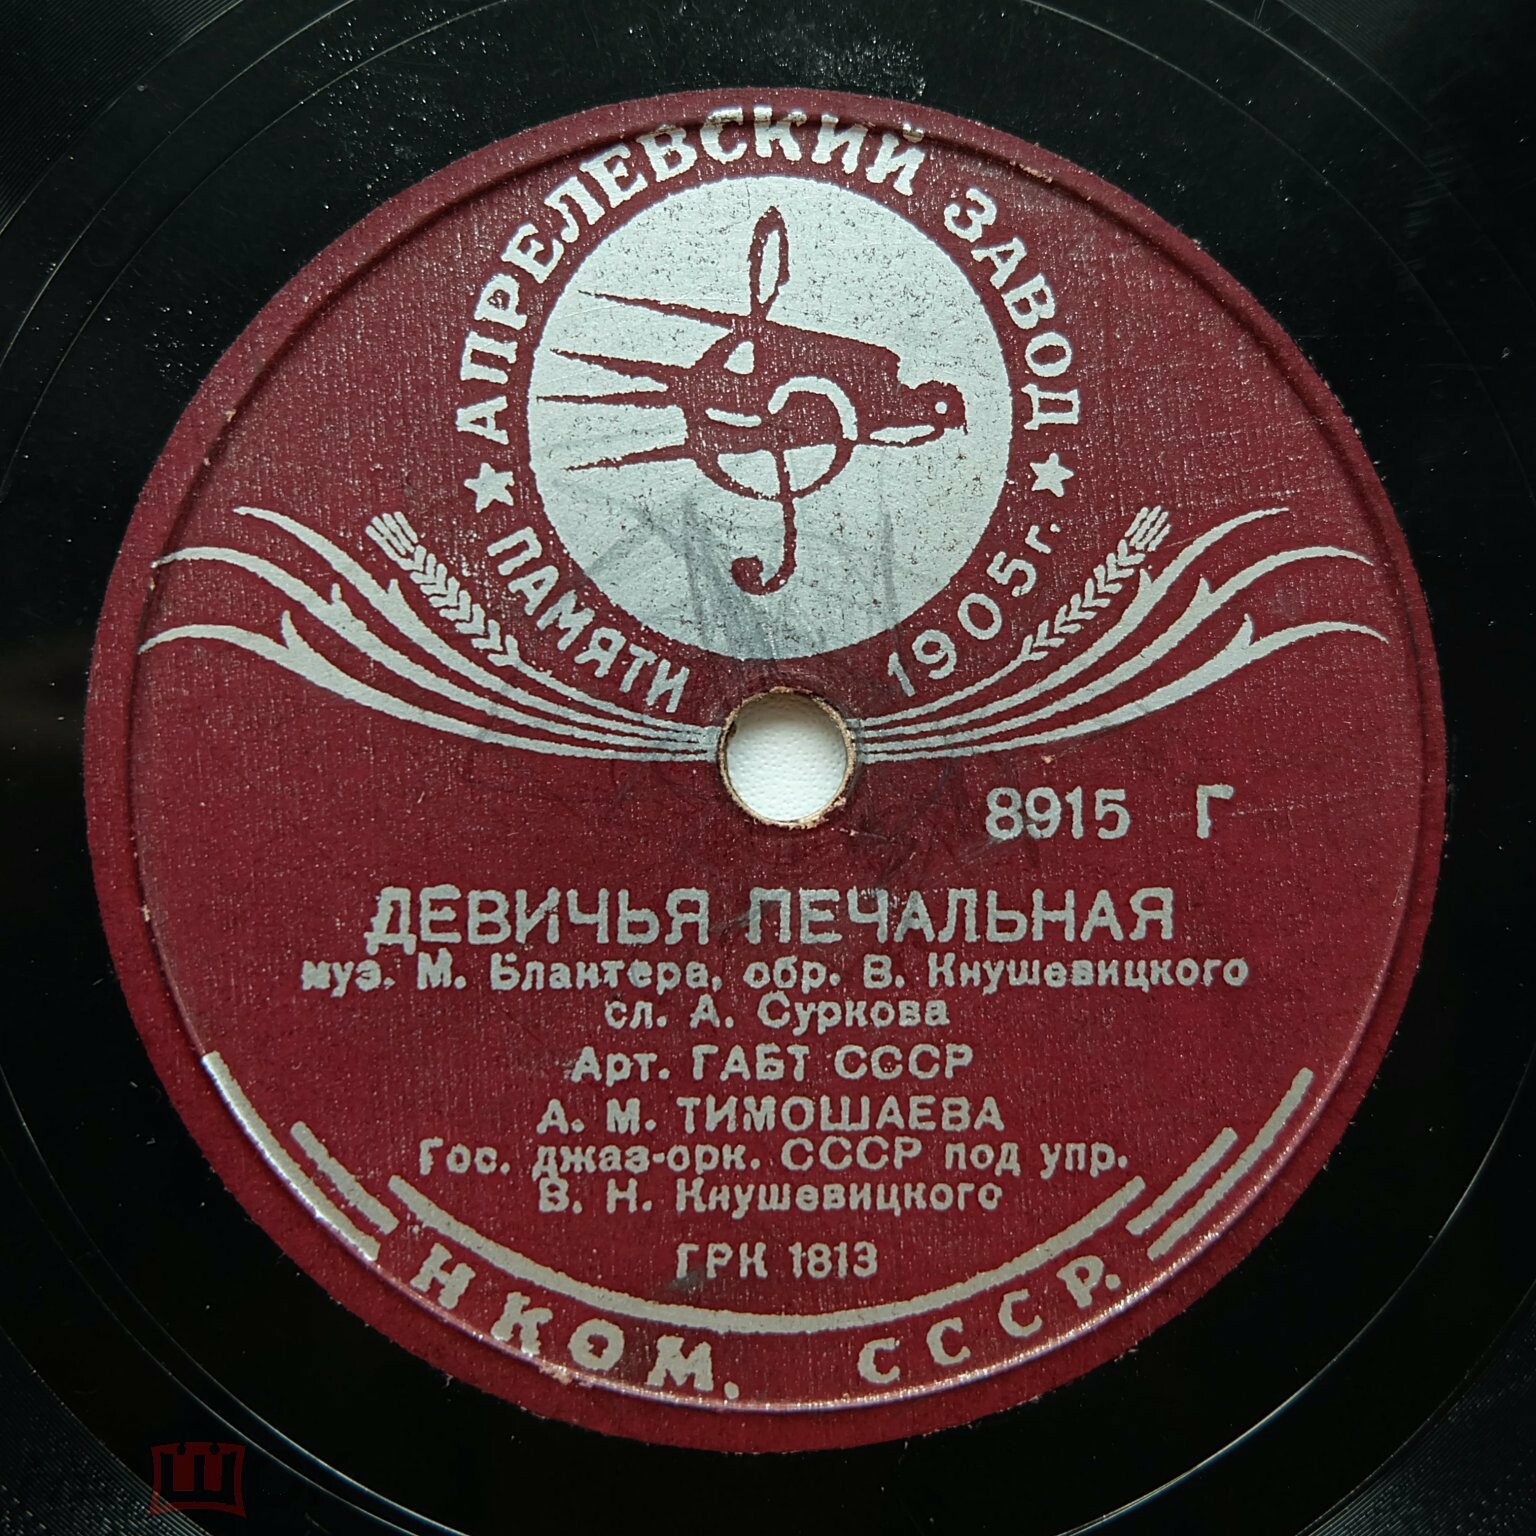 АПРЕЛЕВСКИЙ ЗАВОД
ПАМЯТИ 1905 г.
8915 Г
ДЕВИЧЬЯ ПЕЧАЛЬНАЯ
муз. М. Блантера, обр. В. Кнушевицкого
сл. А. Суркова
Арт. ГАБТ СССР
А. М. ТИМОШАЕВА
Гос. джаз-орк. СССР под упр.
В. Н. Кнушевицкого
ГРК 1813
НКОМ. СССР.